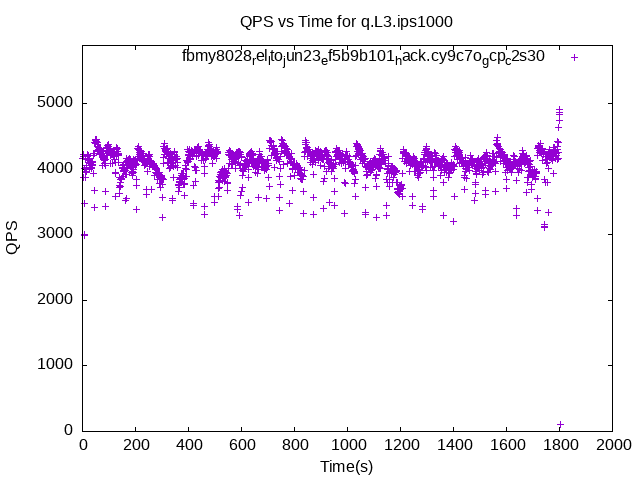 QPS vs Time for q.L3.ips1000
fbmy8028relltojun23ef5b9b101hack.cy9c7ogcpc2s30
5000
4000
3000
2000
1000
0
QPS
0 200 400 600 800 1000 1200 1400 1600 1800 2000
Time(s)